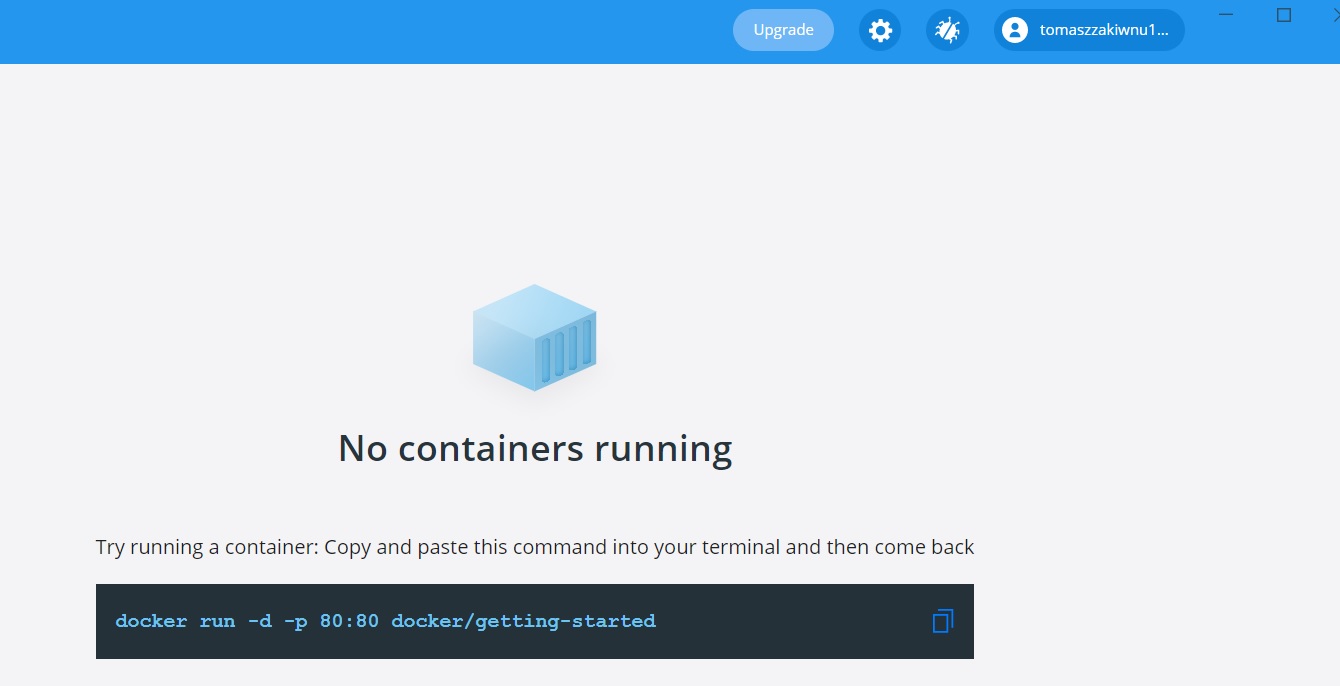 Upgrade
tomaszzakiwnu1...
No containers running
Try running a container: Copy and paste this command into your terminal and then come back
docker run -d -p 80:80 docker/getting-started